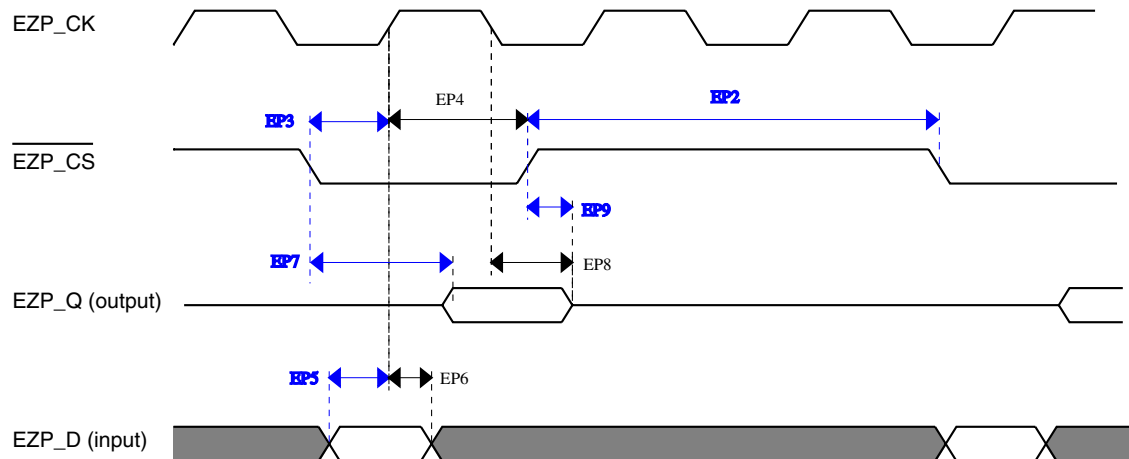 EZP_CK
EP4
EP2
EP3
EZP_CS
EP9
EP7
EP8
EZP_Q (output)
EP5
EP6
EZP_D (input)